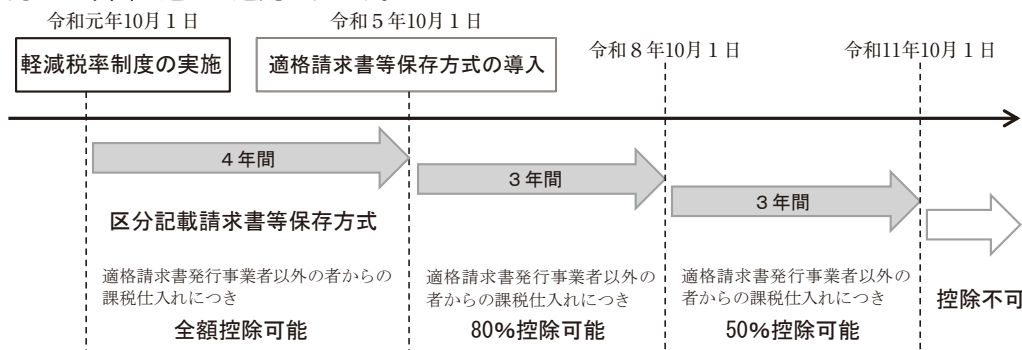 令和元年10月1日
令和5年10月1日
令和8年10月1日
令和11年10月1日
軽減税率制度の実施
適格請求書等保存方式の導入
4年間
3年間
3年間
区分記載請求書等保存方式
適格請求書発行事業者以外の者からの
課税仕入れにつき
全額控除可能
適格請求書発行事業者以外の
者からの課税仕入れにつき
80%控除可能
適格請求書発行事業者以外の
者からの課税仕入れにつき
50%控除可能
控除不可